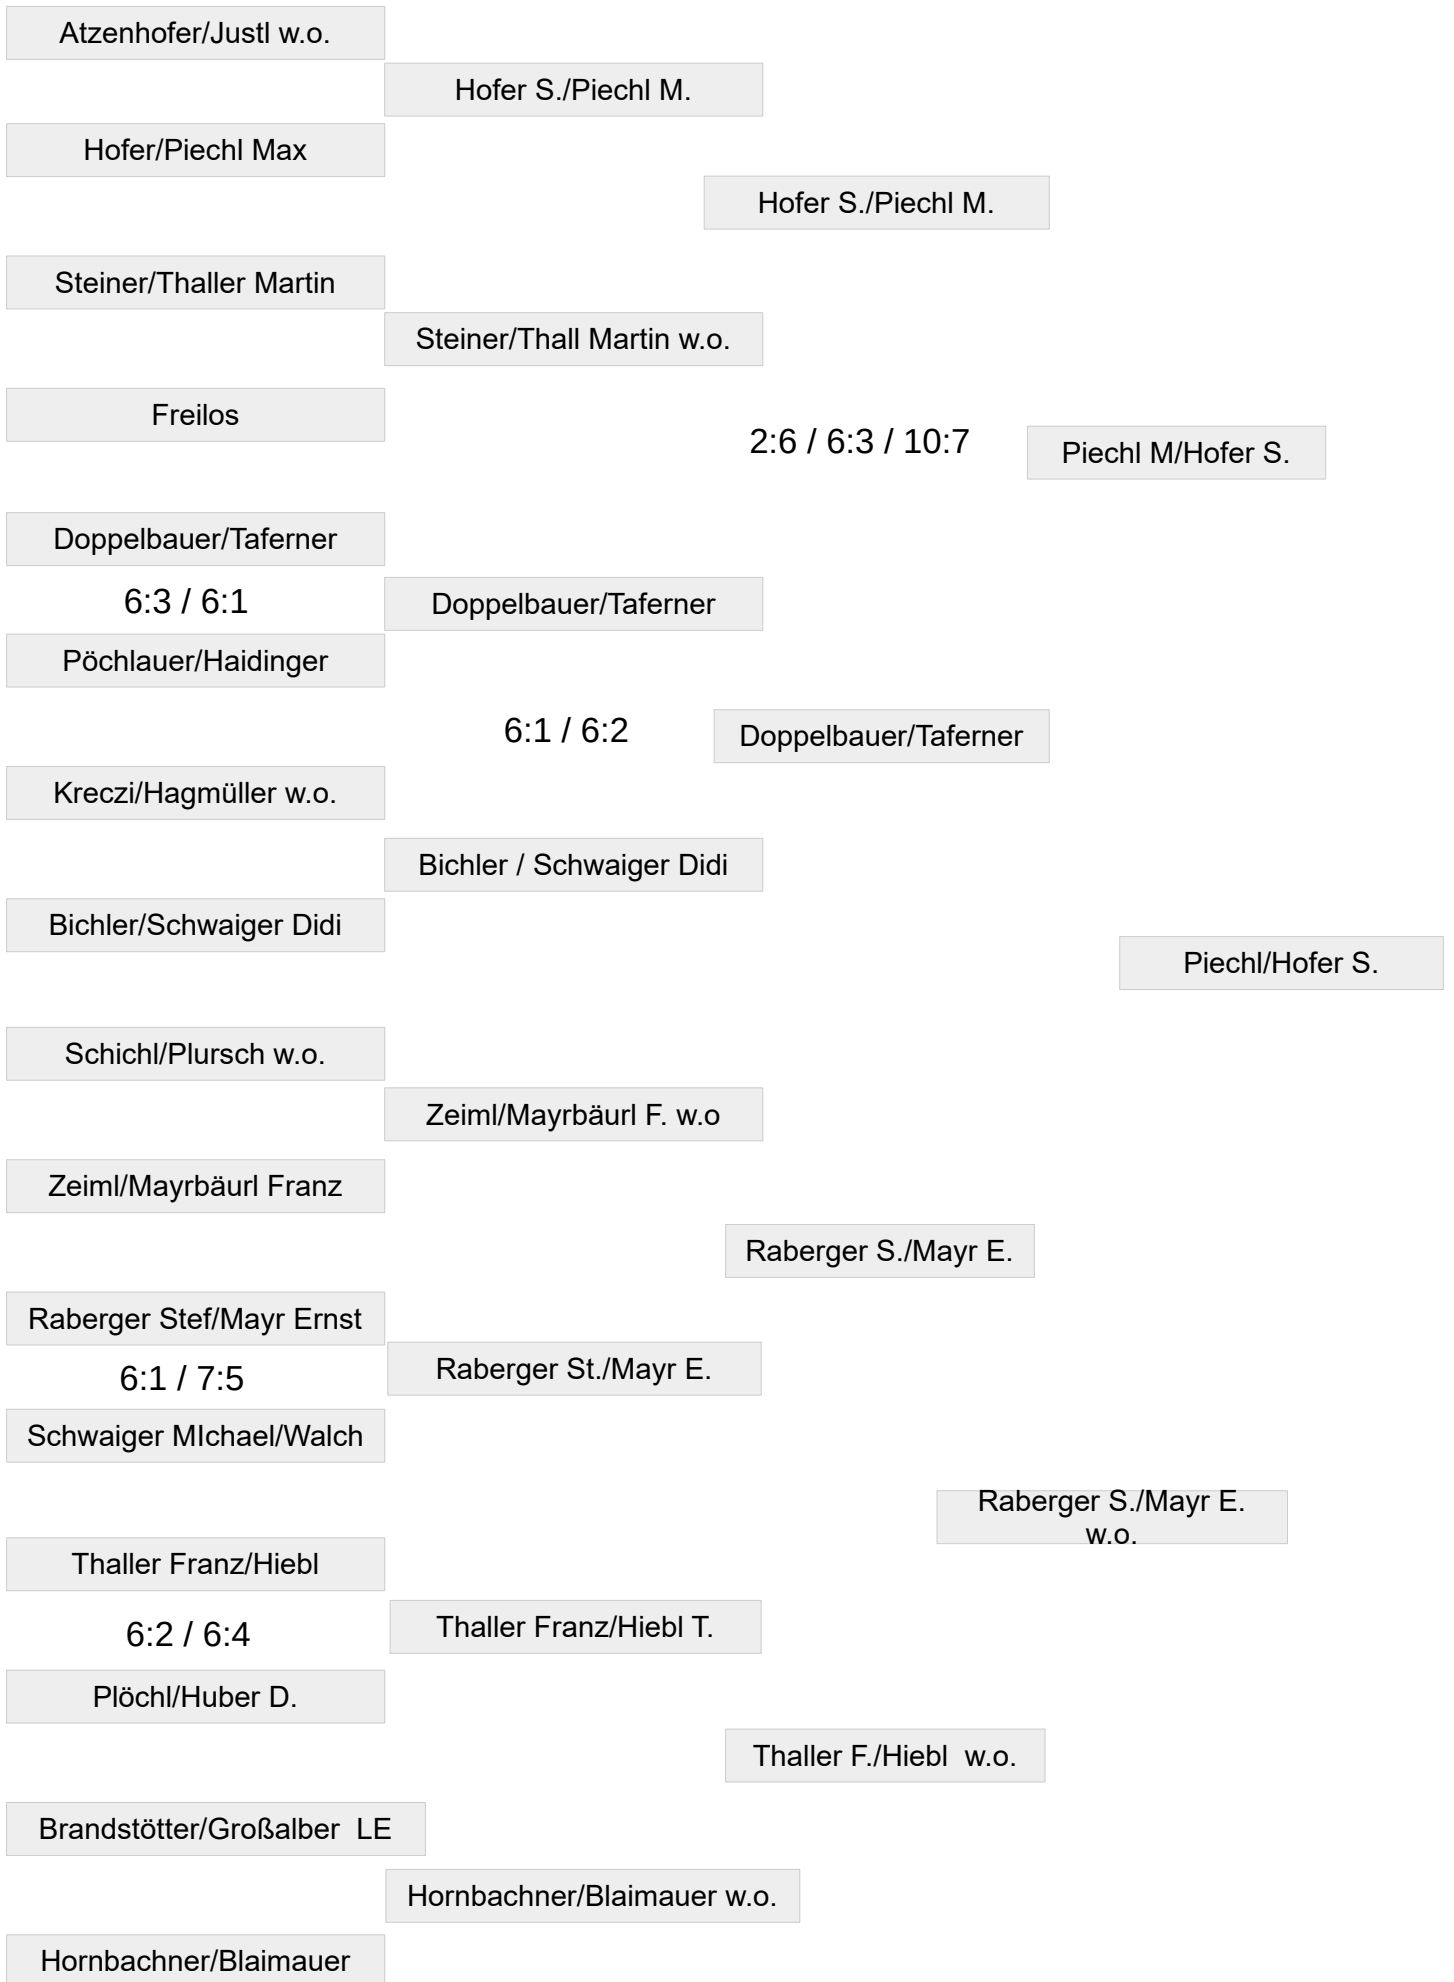 Atzenhofer/Justl w.o.
Hofer S./Piechl M.
Hofer/Piechl Max
Hofer S./Piechl M.
Steiner/Thaller Martin
Steiner/Thall Martin w.o.
Freilos
2:6 / 6:3 / 10:7
Piechl M/Hofer S.
Doppelbauer/Taferner
6:3 / 6:1
Doppelbauer/Taferner
Pöchlauer/Haidinger
6:1 / 6:2
Doppelbauer/Taferner
Kreczi/Hagmüller w.o.
Bichler / Schwaiger Didi
Bichler/Schwaiger Didi
Piechl/Hofer S.
Schichl/Plursch w.o.
Zeiml/Mayrbäurl F. w.o
Zeiml/Mayrbäurl Franz
Raberger S./Mayr E.
Raberger Stef/Mayr Ernst
6:1 / 7:5
Raberger St./Mayr E.
Schwaiger MIchael/Walch
Raberger S./Mayr E.
w.o.
Thaller Franz/Hiebl
6:2 / 6:4
Thaller Franz/Hiebl T.
Plöchl/Huber D.
Thaller F./Hiebl  w.o.
Brandstötter/Großalber  LE
Hornbachner/Blaimauer w.o.
Hornbachner/Blaimauer